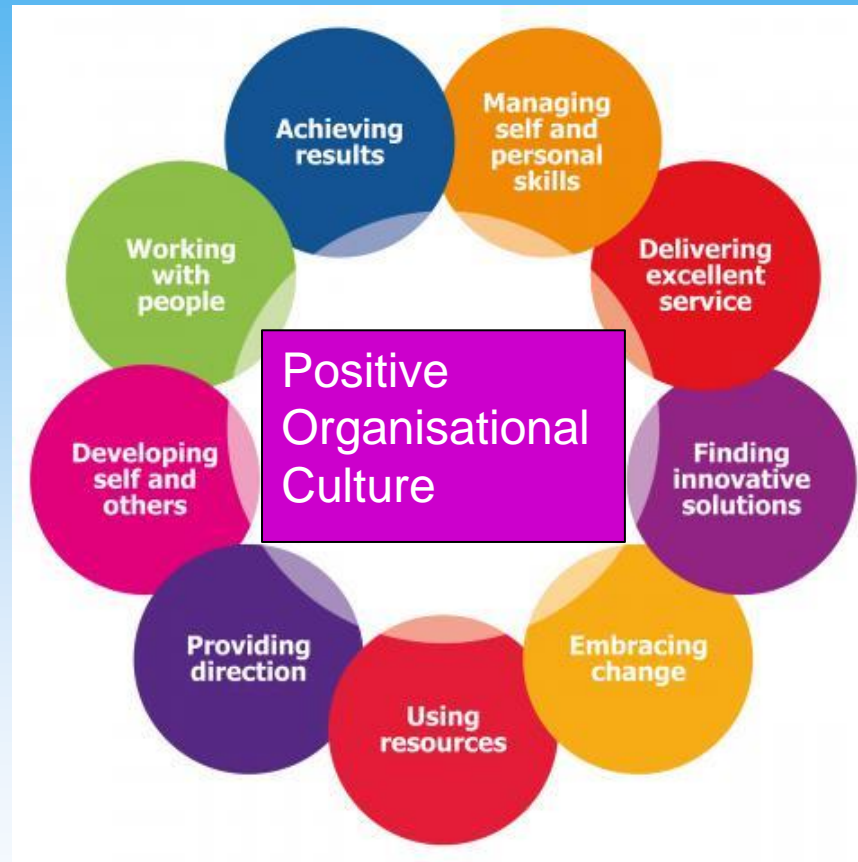 Achieving
results
Managing
self and
personal
skills
Delivering
excellent
service
Finding
innovative
solutions
Embracing
change
Using
resources
Providing
direction
Developing
self and
others
Working
with
people
Positive
Organisational
Culture